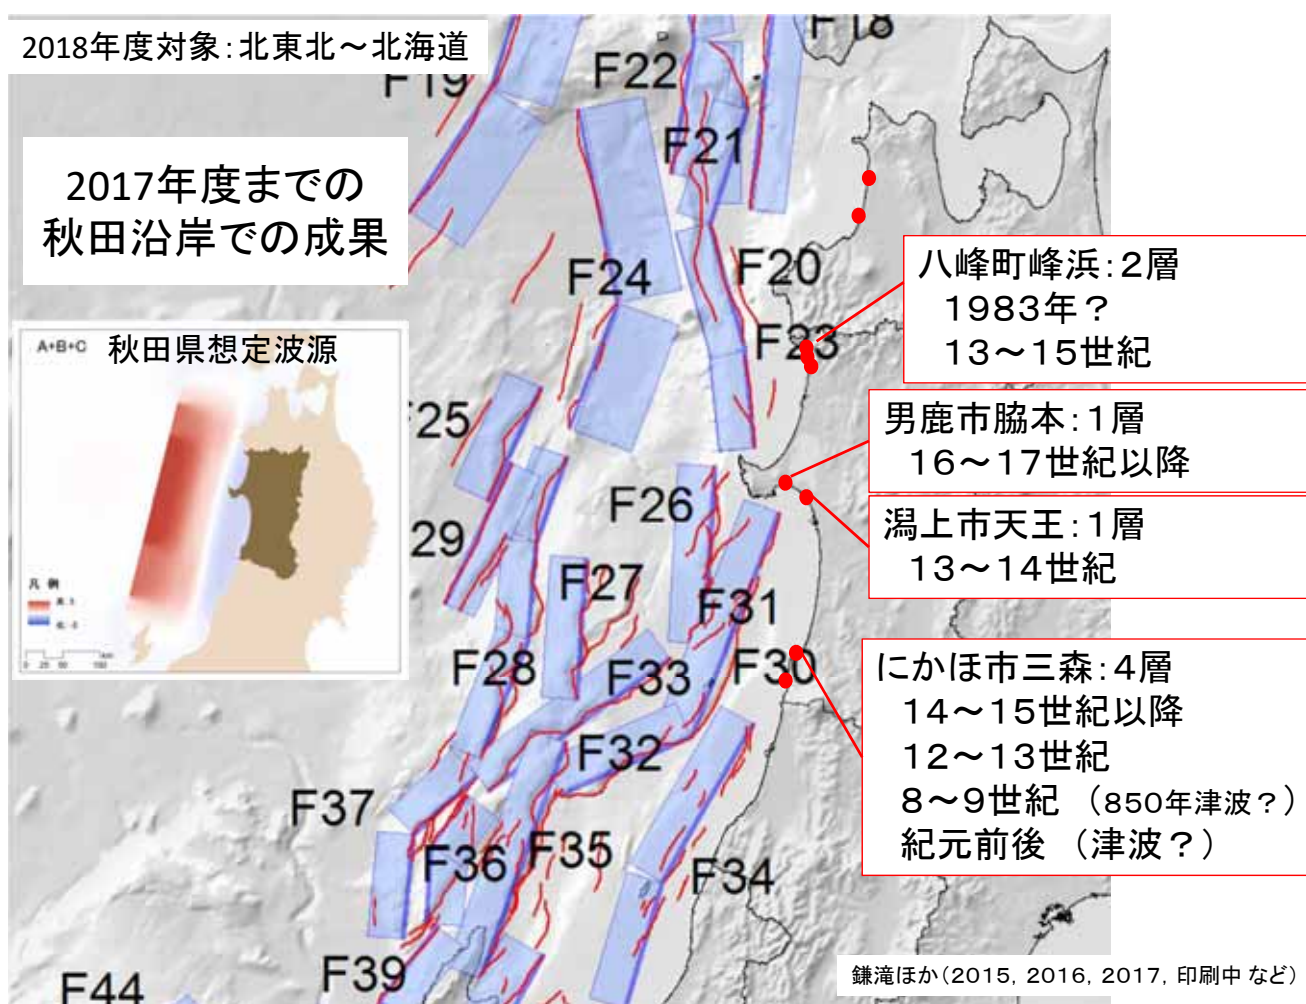 2018年度対象：北東北～北海道
F18
F19
F22
F21
2017年度までの
秋田沿岸での成果
F24
F20
F23
八峰町峰浜：２層
１９８３年？
１３～１５世紀
A+B+C 秋田県想定波源
凡 例
0 25 50 100
F25
男鹿市脇本：１層
１６～１７世紀以降
F26
潟上市天王：１層
１３～１４世紀
29
F27
F31
F28
F33
F30
にかほ市三森：４層
１４～１５世紀以降
１２～１３世紀
８～９世紀 （８５０年津波？）
紀元前後 （津波？）
F32
F37
F36
F35
F34
F39
F44
鎌滝ほか（2015, 2016, 2017, 印刷中 など）